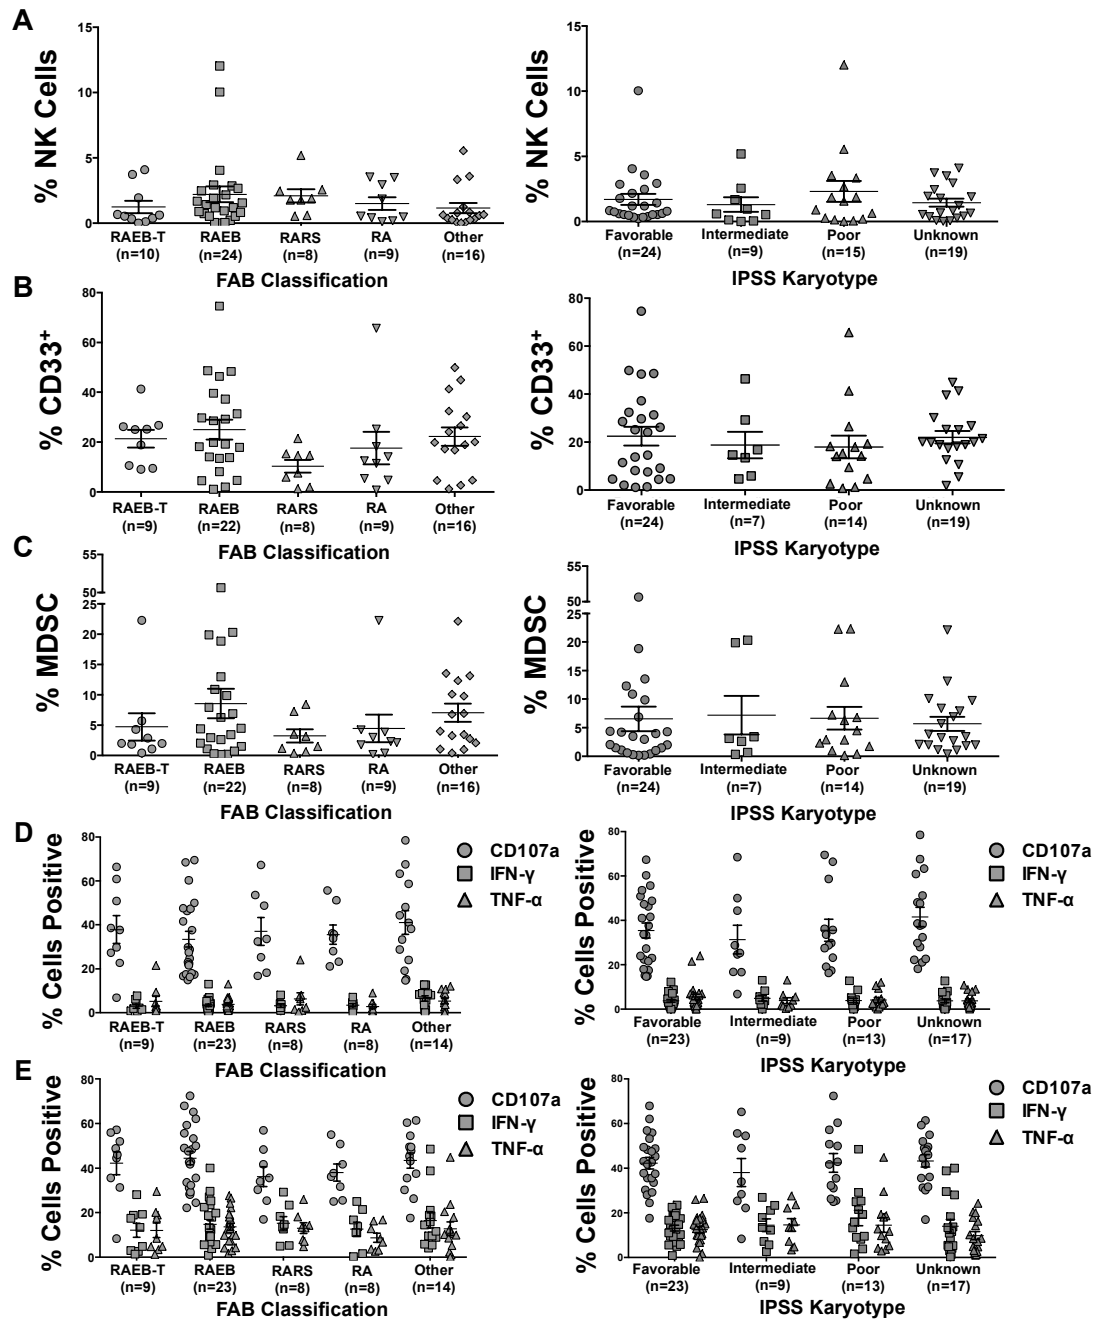 A
% NK Cells
15
10
5
0
RAEB-T RAEB RARS RA Other
(n=10) (n=24) (n=8) (n=9) (n=16)
FAB Classification
% NK Cells
15
10
5
0
Favorable Intermediate Poor Unknown
(n=24) (n=9) (n=15) (n=19)
IPSS Karyotype
B
% CD33+
80
60
40
20
0
RAEB-T RAEB RARS RA Other
(n=9) (n=22) (n=8) (n=9) (n=16)
FAB Classification
% CD33+
80
60
40
20
0
Favorable Intermediate Poor Unknown
(n=24) (n=7) (n=14) (n=19)
IPSS Karyotype
C
% MDSC
55
50
25
20
15
10
5
0
RAEB-T RAEB RARS RA Other
(n=9) (n=22) (n=8) (n=9) (n=16)
FAB Classification
% MDSC
55
50
25
20
15
10
5
0
Favorable Intermediate Poor Unknown
(n=24) (n=7) (n=14) (n=19)
IPSS Karyotype
D
% Cells Positive
80
60
40
20
0
RAEB-T RAEB RARS RA Other
(n=9) (n=23) (n=8) (n=8) (n=14)
FAB Classification
CD107a
IFN-γ
TNF-α
% Cells Positive
80
60
40
20
0
Favorable Intermediate Poor Unknown
(n=23) (n=9) (n=13) (n=17)
IPSS Karyotype
CD107a
IFN-γ
TNF-α
E
% Cells Positive
80
60
40
20
0
RAEB-T RAEB RARS RA Other
(n=9) (n=23) (n=8) (n=8) (n=14)
FAB Classification
CD107a
IFN-γ
TNF-α
% Cells Positive
80
60
40
20
0
Favorable Intermediate Poor Unknown
(n=23) (n=9) (n=13) (n=17)
IPSS Karyotype
CD107a
IFN-γ
TNF-α